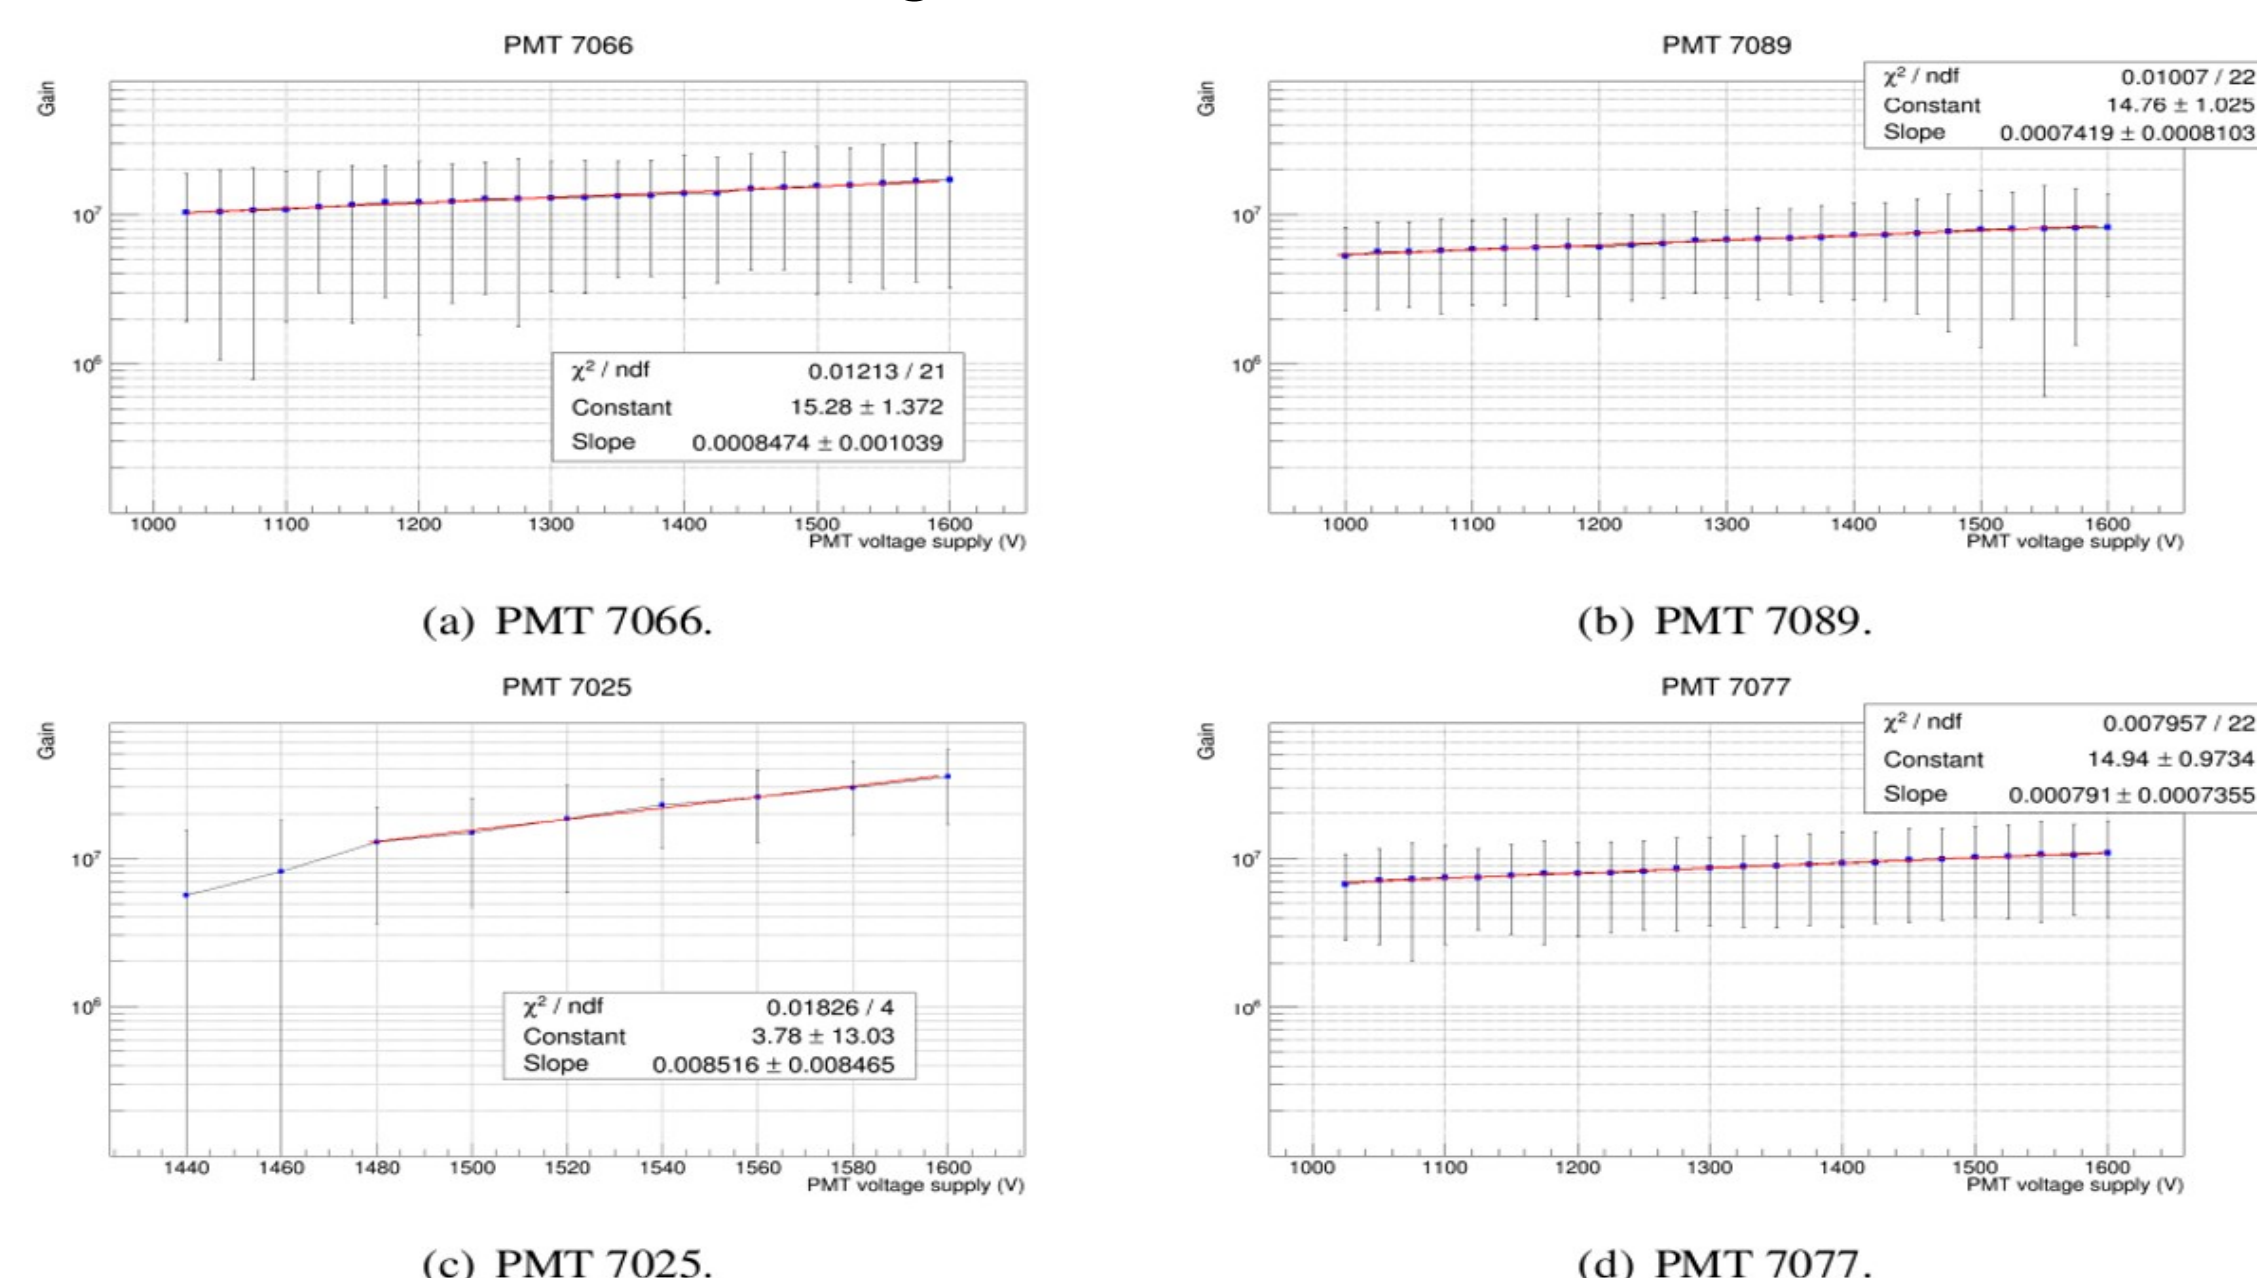 PMT 7066
Gain
10⁷
10⁶
χ² / ndf 0.01213 / 21
Constant 15.28 ± 1.372
Slope 0.0008474 ± 0.001039
1000 1100 1200 1300 1400 1500 1600
PMT voltage supply (V)
(a) PMT 7066.
PMT 7089
Gain
χ² / ndf 0.01007 / 22
Constant 14.76 ± 1.025
Slope 0.0007419 ± 0.0008103
10⁷
10⁶
1000 1100 1200 1300 1400 1500 1600
PMT voltage supply (V)
(b) PMT 7089.
PMT 7025
Gain
10⁷
10⁶
χ² / ndf 0.01826 / 4
Constant 3.78 ± 13.03
Slope 0.008516 ± 0.008465
1440 1460 1480 1500 1520 1540 1560 1580 1600
PMT voltage supply (V)
(c) PMT 7025.
PMT 7077
Gain
χ² / ndf 0.007957 / 22
Constant 14.94 ± 0.9734
Slope 0.000791 ± 0.0007355
10⁷
10⁶
1000 1100 1200 1300 1400 1500 1600
PMT voltage supply (V)
(d) PMT 7077.